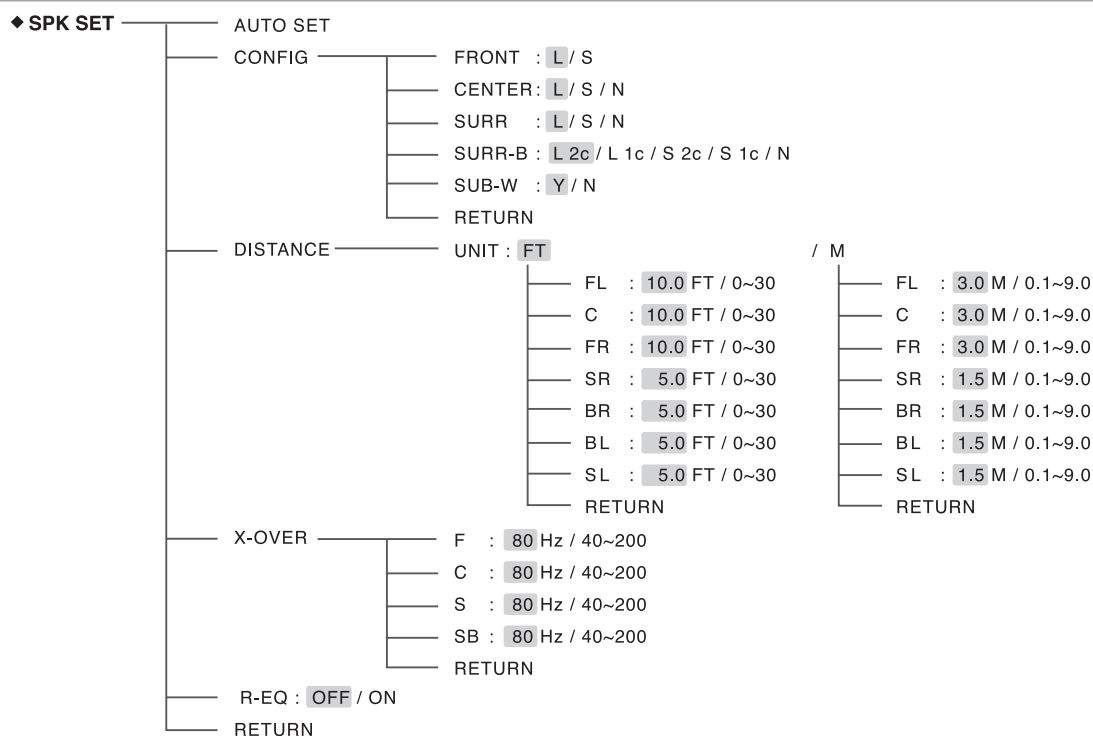 ◆ SPK SET
AUTO SET
CONFIG
FRONT : L / S
CENTER : L / S / N
SURR : L / S / N
SURR-B : L 2c / L 1c / S 2c / S 1c / N
SUB-W : Y / N
RETURN
DISTANCE
UNIT : FT / M
FL : 10.0 FT / 0~30
C : 10.0 FT / 0~30
FR : 10.0 FT / 0~30
SR : 5.0 FT / 0~30
BR : 5.0 FT / 0~30
BL : 5.0 FT / 0~30
SL : 5.0 FT / 0~30
RETURN
FL : 3.0 M / 0.1~9.0
C : 3.0 M / 0.1~9.0
FR : 3.0 M / 0.1~9.0
SR : 1.5 M / 0.1~9.0
BR : 1.5 M / 0.1~9.0
BL : 1.5 M / 0.1~9.0
SL : 1.5 M / 0.1~9.0
RETURN
X-OVER
F : 80 Hz / 40~200
C : 80 Hz / 40~200
S : 80 Hz / 40~200
SB : 80 Hz / 40~200
RETURN
R-EQ : OFF / ON
RETURN